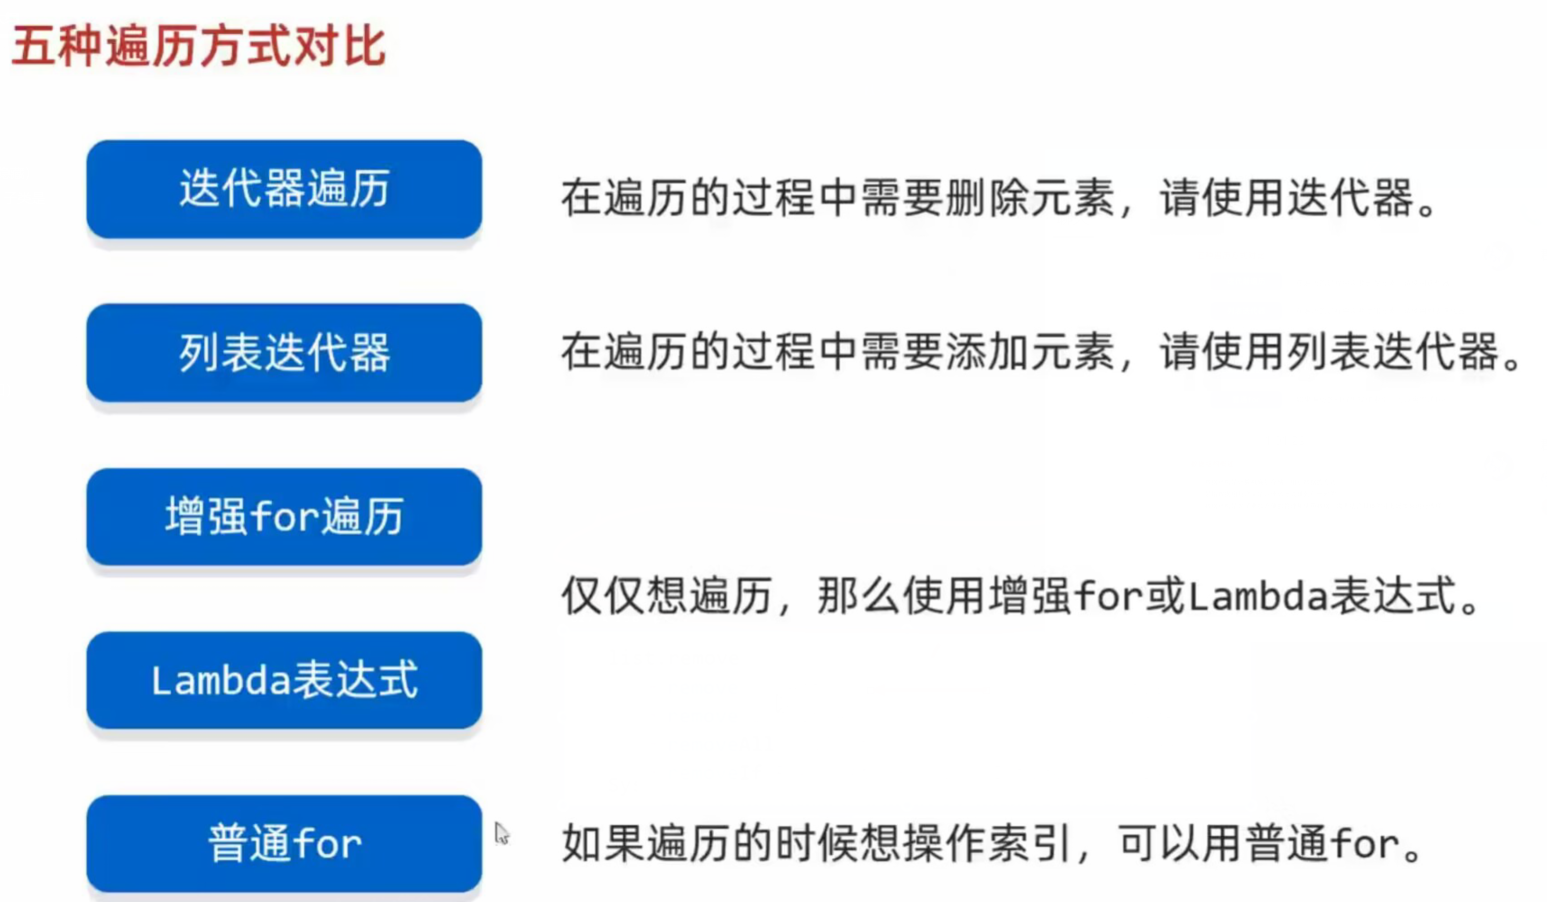 五种遍历方式对比
迭代器遍历
在遍历的过程中需要删除元素，请使用迭代器。
列表迭代器
在遍历的过程中需要添加元素，请使用列表迭代器。
增强for遍历
仅仅想遍历，那么使用增强for或Lambda表达式。
Lambda表达式
普通for
如果遍历的时候想操作索引，可以用普通for。